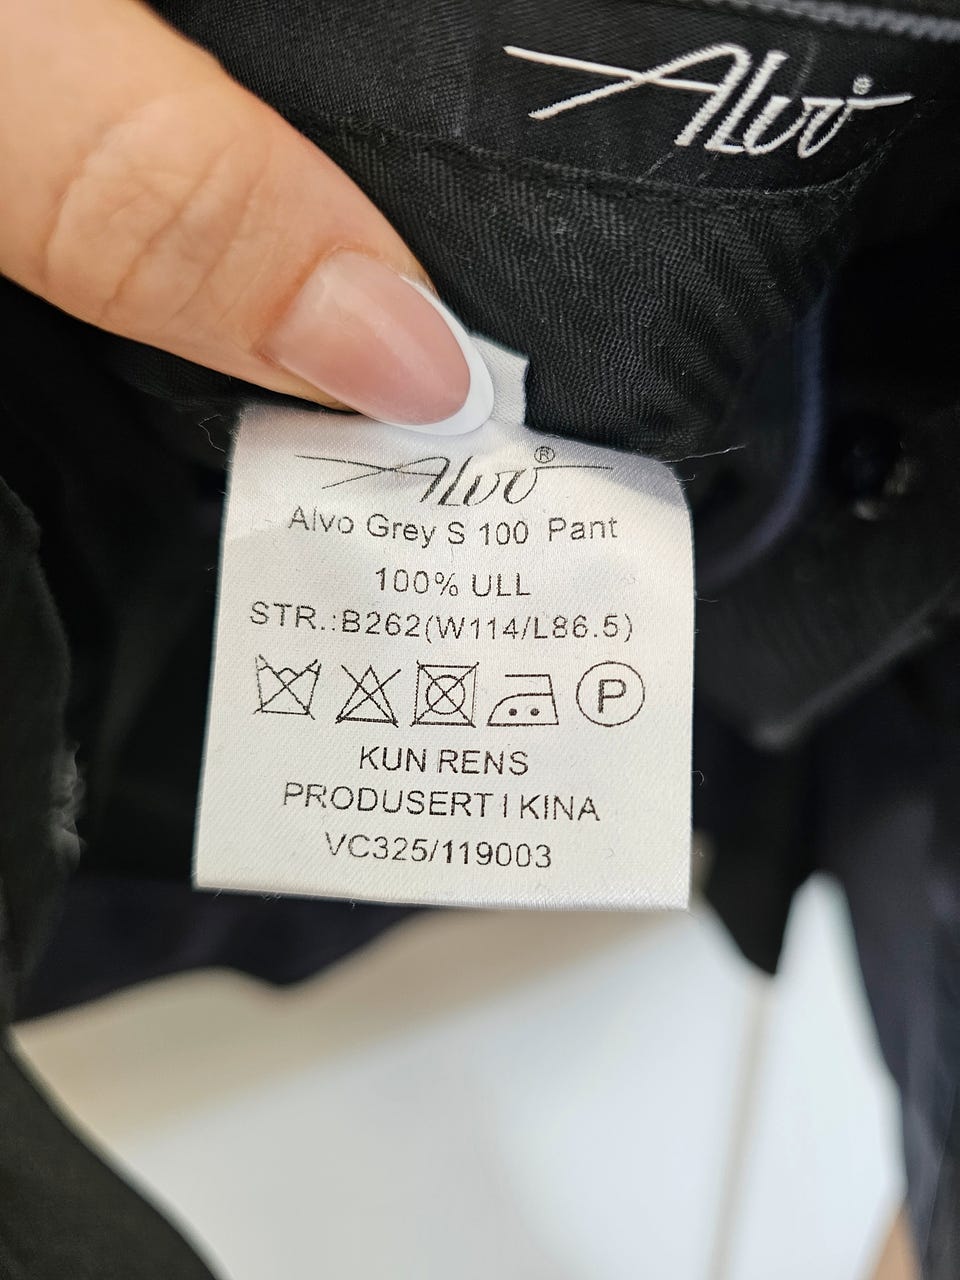 Alvo®
Alvo®
Alvo Grey S 100 Pant
100% ULL
STR.:B262(W114/L86.5)
P
KUN RENS
PRODUSERT I KINA
VC325/119003